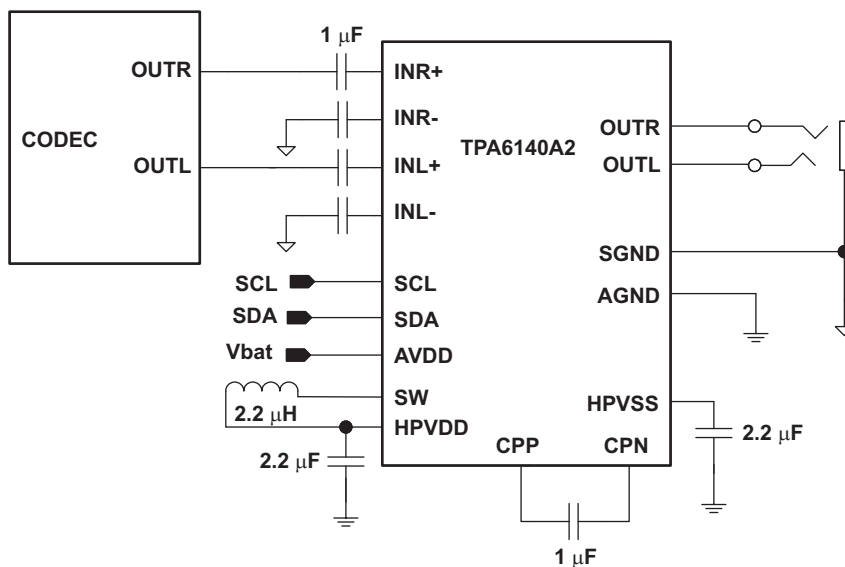 1 μF
OUTR
INR+
INR-
CODEC
TPA6140A2
OUTR
OUTL
INL+
OUTL
INL-
SGND
SCL
SCL
AGND
SDA
SDA
Vbat
AVDD
SW
HPVSS
2.2 μH
HPVDD
2.2 μF
2.2 μF
CPP
CPN
1 μF